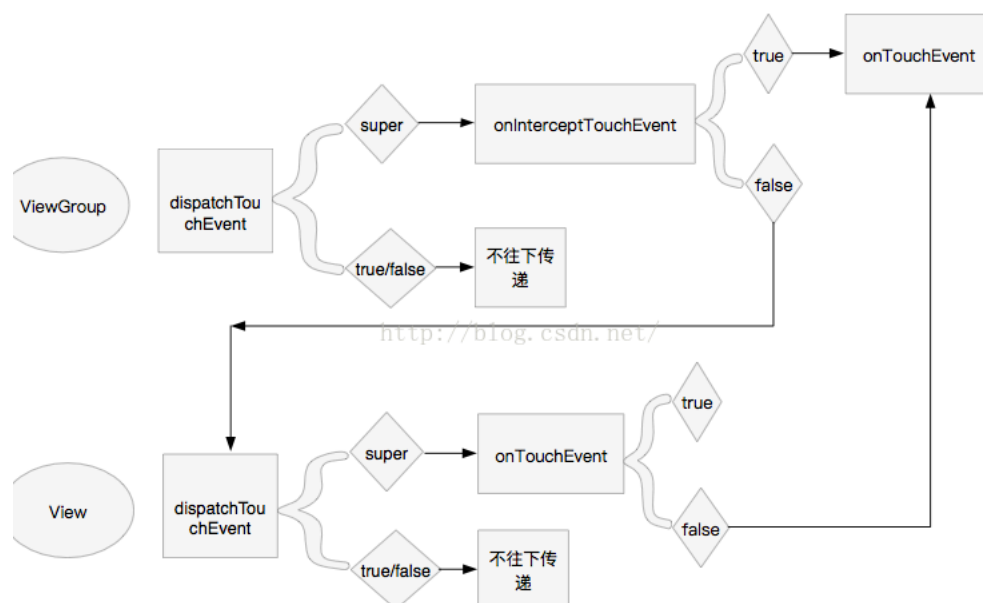 true
onTouchEvent
super
onInterceptTouchEvent
false
ViewGroup
dispatchTou
chEvent
true/false
不往下传
递
http://blog.csdn.net/
true
super
onTouchEvent
View
dispatchTou
chEvent
false
true/false
不往下传
递